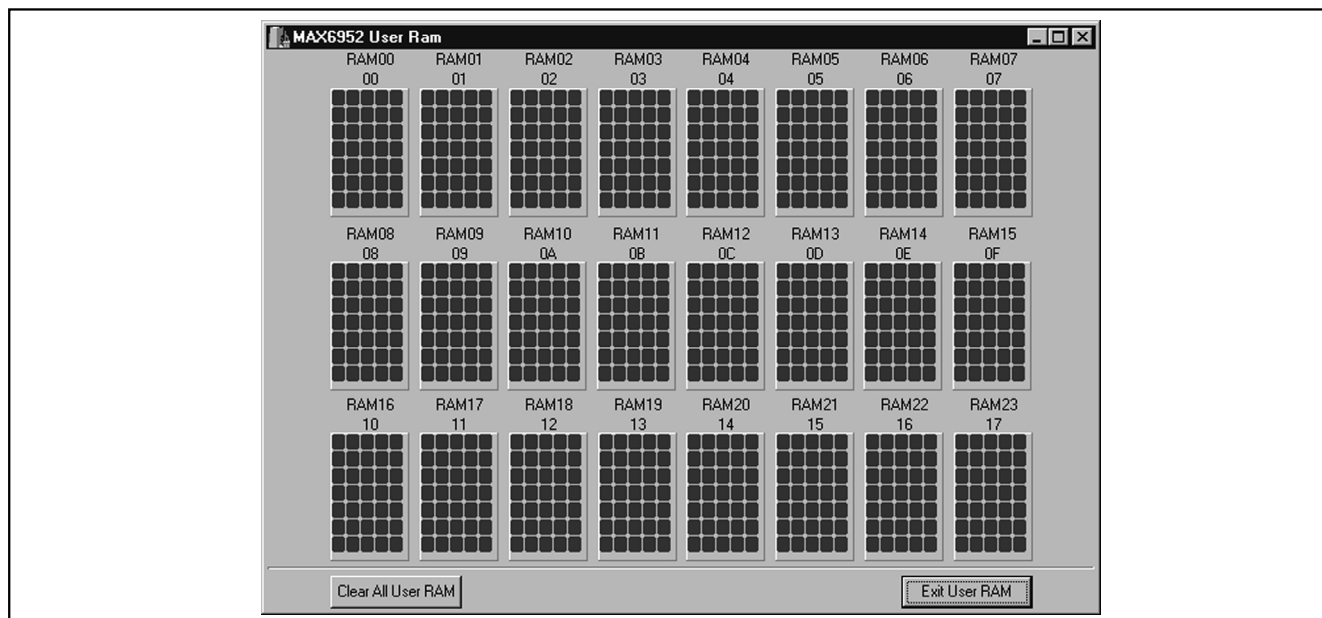 MAX6952 User Ram
RAM00 RAM01 RAM02 RAM03 RAM04 RAM05 RAM06 RAM07
00 01 02 03 04 05 06 07
RAM08 RAM09 RAM10 RAM11 RAM12 RAM13 RAM14 RAM15
08 09 0A 0B 0C 0D 0E 0F
RAM16 RAM17 RAM18 RAM19 RAM20 RAM21 RAM22 RAM23
10 11 12 13 14 15 16 17
Clear All User RAM Exit User RAM